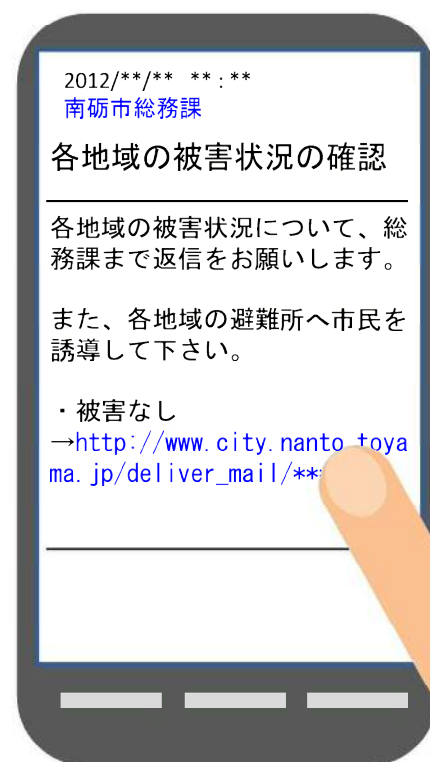 2012/**/** **:**
南砺市総務課
各地域の被害状況の確認
各地域の被害状況について、総
務課まで返信をお願いします。
また、各地域の避難所へ市民を
誘導して下さい。
・被害なし
→http://www.city.nanto.toya
ma.jp/deliver_mail/**